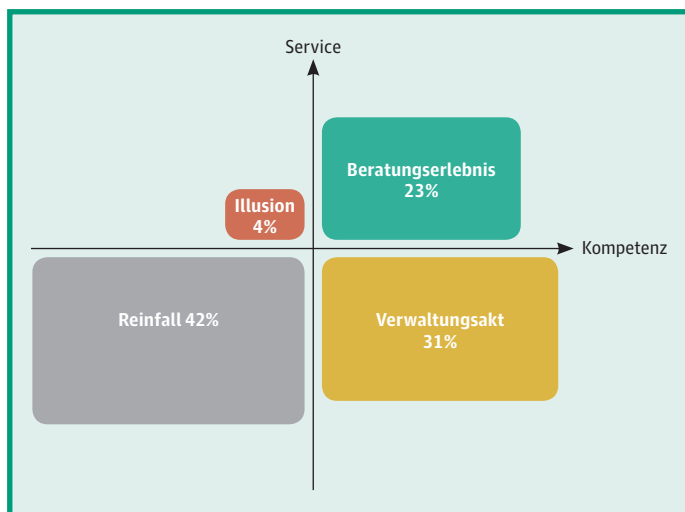 Service
Beratungserlebnis
23%
Illusion
4%
Kompetenz
Reinfall 42%
Verwaltungsakt
31%